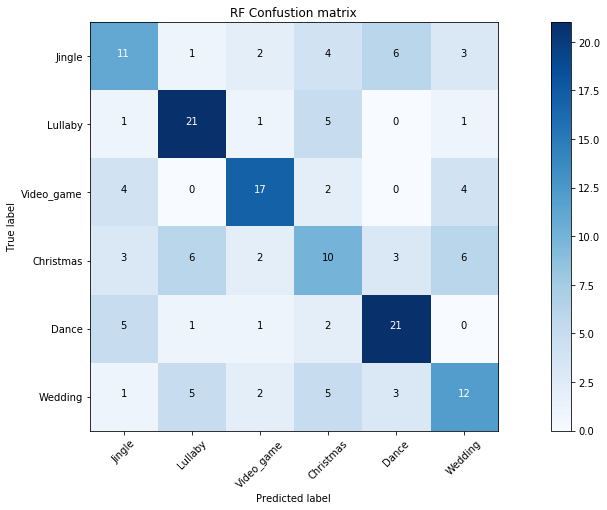 RF Confustion matrix
True label
Jingle 11 1 2 4 6 3
Lullaby 1 21 1 5 0 1
Video_game 4 0 17 2 0 4
Christmas 3 6 2 10 3 6
Dance 5 1 1 2 21 0
Wedding 1 5 2 5 3 12
Jingle Lullaby Video_game Christmas Dance Wedding
Predicted label
20.0
17.5
15.0
12.5
10.0
7.5
5.0
2.5
0.0